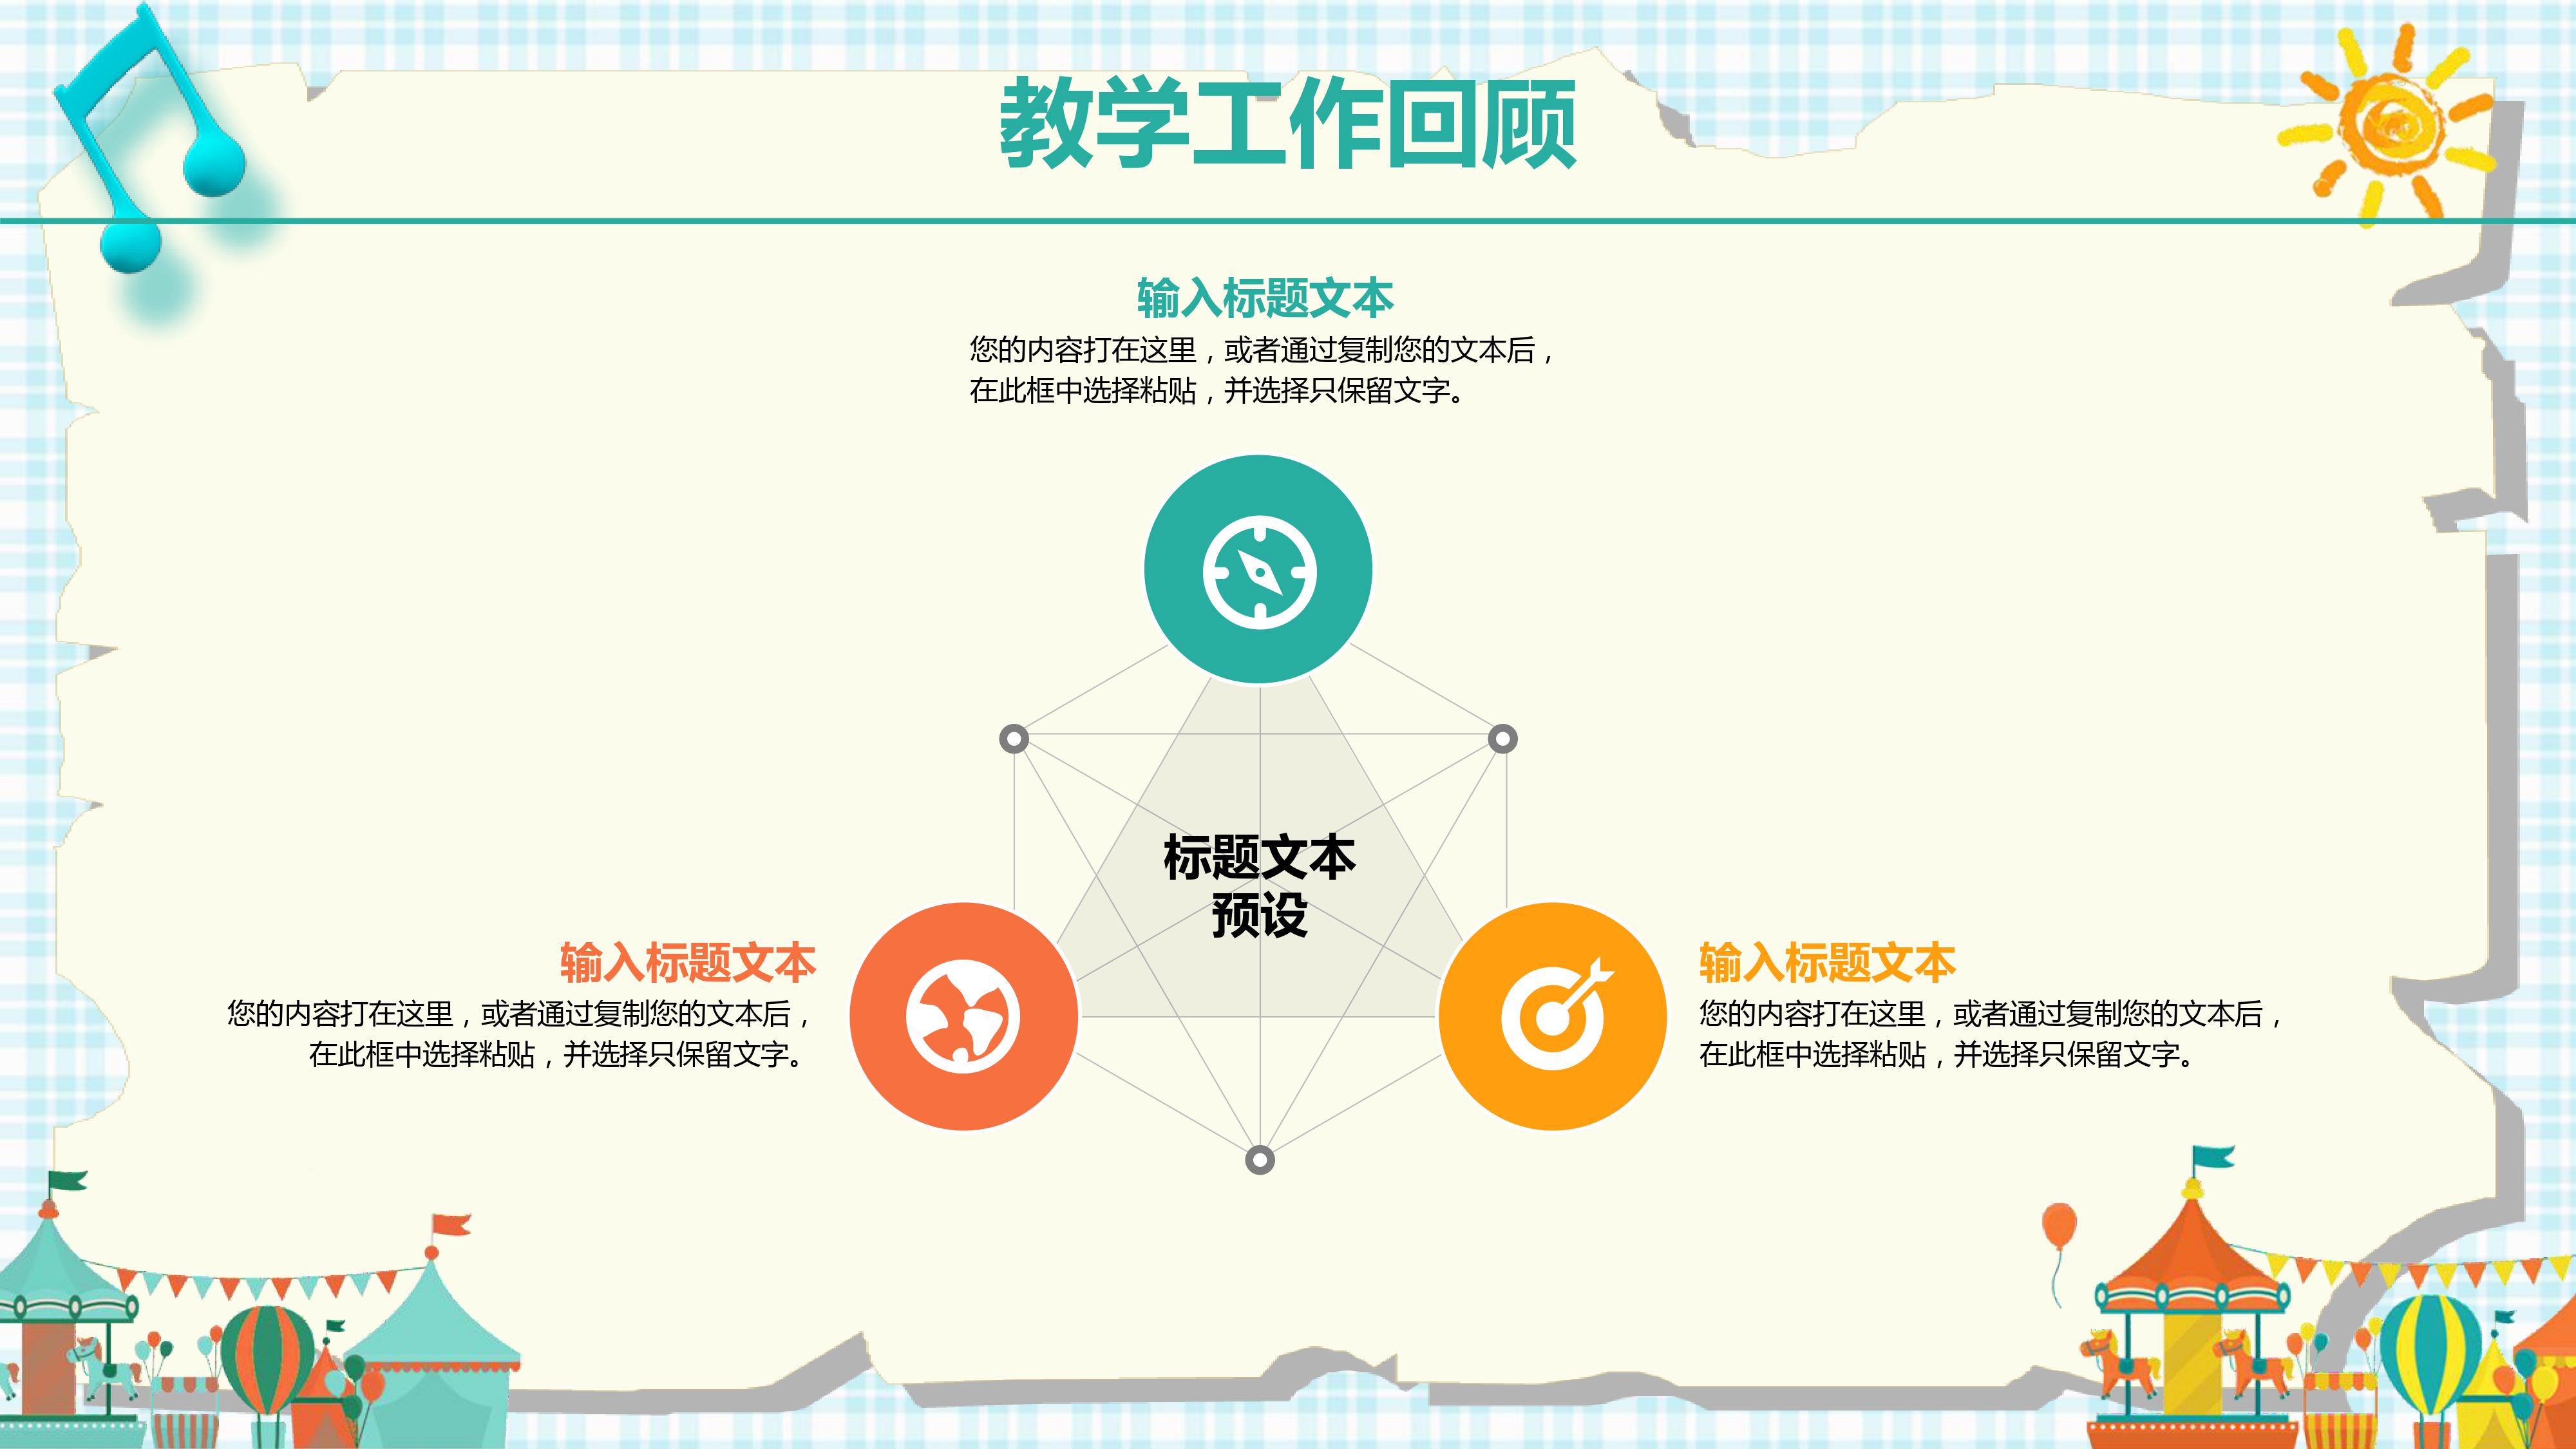 教学工作回顾
输入标题文本
您的内容打在这里，或者通过复制您的文本后，
在此框中选择粘贴，并选择只保留文字。
标题文本
预设
输入标题文本
您的内容打在这里，或者通过复制您的文本后，
在此框中选择粘贴，并选择只保留文字。
输入标题文本
您的内容打在这里，或者通过复制您的文本后，
在此框中选择粘贴，并选择只保留文字。